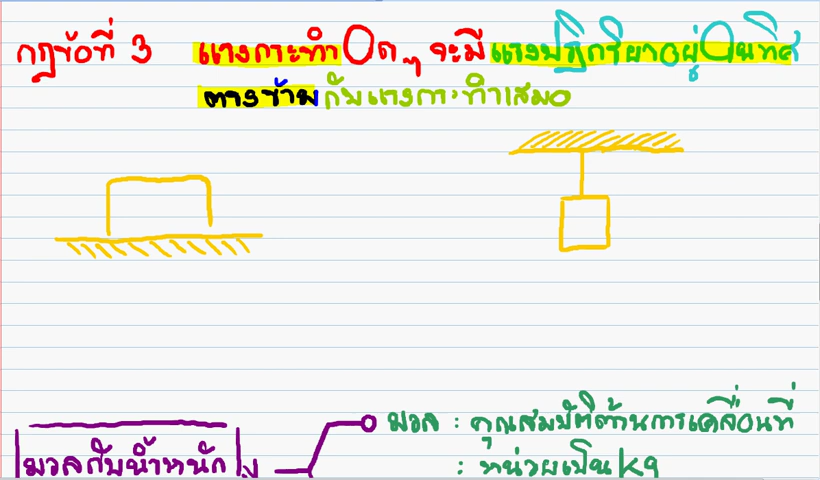 กฎข้อที่ 3 แรงกระทำใด ๆ จะมีแรงปฏิกริยาอยู่ในทิศ
ตรงข้ามกับแรงกระทำเสมอ
มวล : คุณสมบัติต้านการเคลื่อนที่
มวลกับน้ำหนัก
: หน่วยเป็น kg